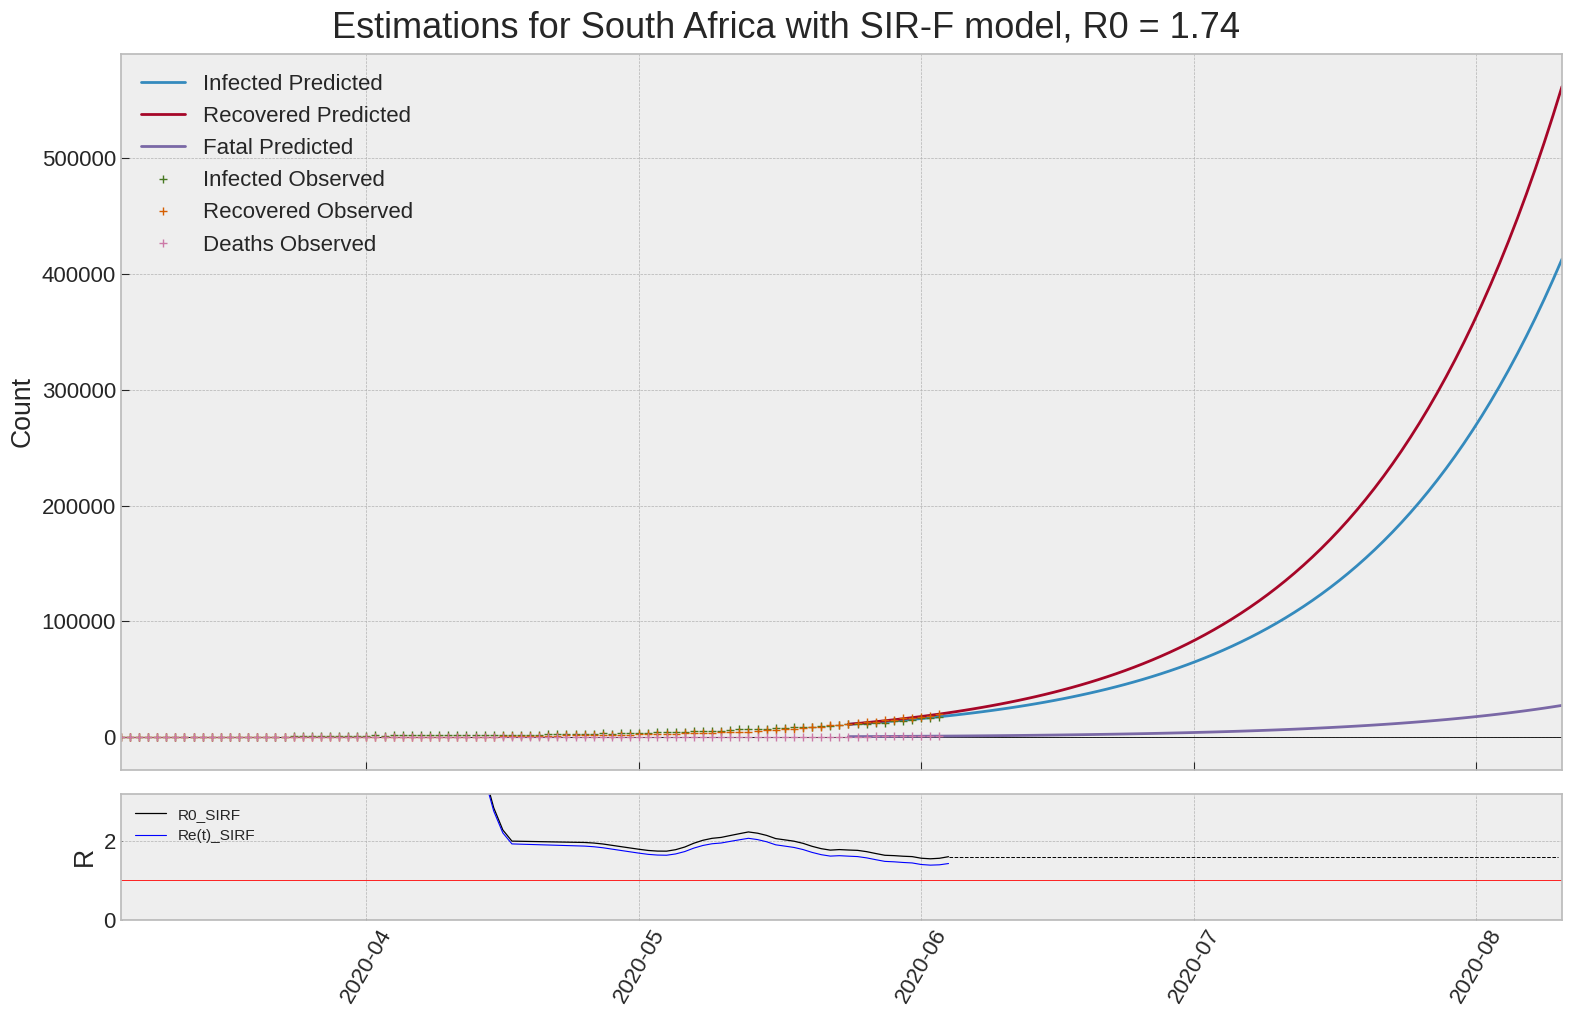 Estimations for South Africa with SIR-F model, R0 = 1.74
Infected Predicted
Recovered Predicted
Fatal Predicted
Infected Observed
Recovered Observed
Deaths Observed
Count
500000
400000
300000
200000
100000
0
R0_SIRF
Re(t)_SIRF
R
2
0
2020-04
2020-05
2020-06
2020-07
2020-08